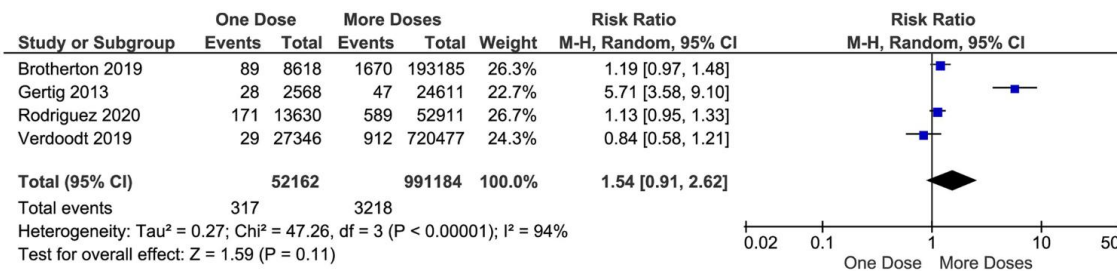 One Dose More Doses Risk Ratio Risk Ratio
Study or Subgroup Events Total Events Total Weight M-H, Random, 95% CI M-H, Random, 95% CI
Brotherton 2019 89 8618 1670 193185 26.3% 1.19 [0.97, 1.48]
Gertig 2013 28 2568 47 24611 22.7% 5.71 [3.58, 9.10]
Rodriguez 2020 171 13630 589 52911 26.7% 1.13 [0.95, 1.33]
Verdoodt 2019 29 27346 912 720477 24.3% 0.84 [0.58, 1.21]
Total (95% CI) 52162 991184 100.0% 1.54 [0.91, 2.62]
Total events 317 3218
Heterogeneity: Tau² = 0.27; Chi² = 47.26, df = 3 (P < 0.00001); I² = 94%
Test for overall effect: Z = 1.59 (P = 0.11)
0.02 0.1 1 10 50
One Dose More Doses